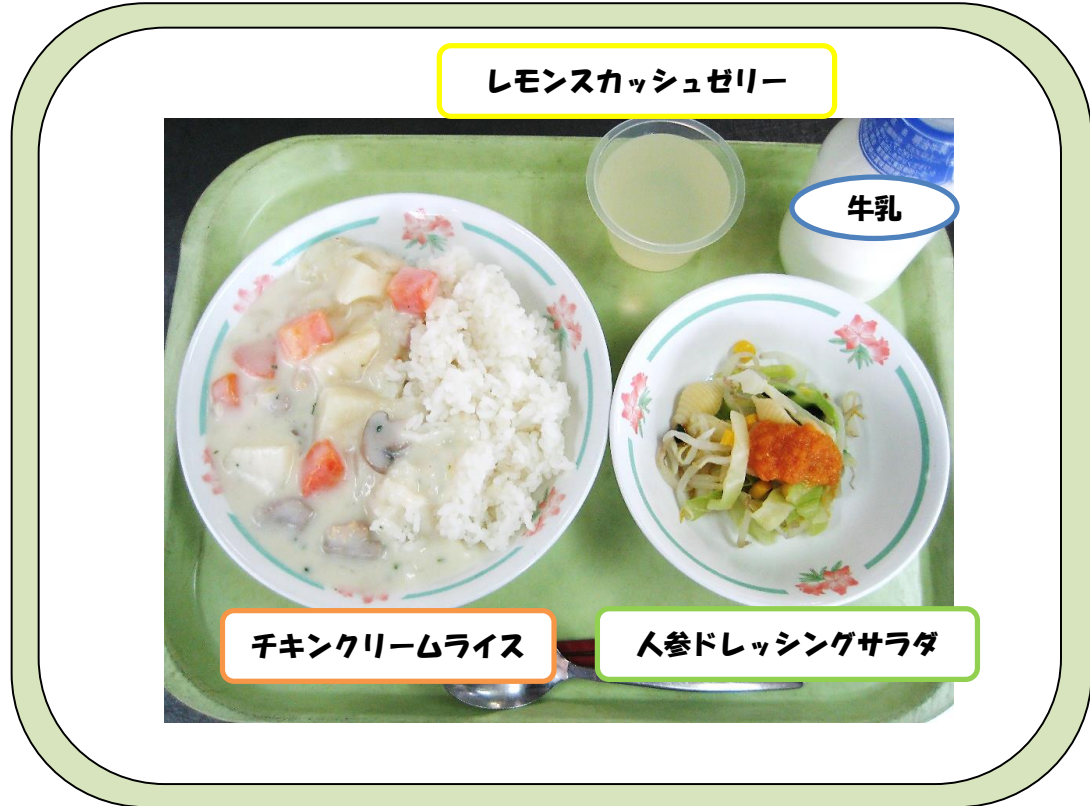 レモンスカッシュゼリー
牛乳
チキンクリームライス
人参ドレッシングサラダ